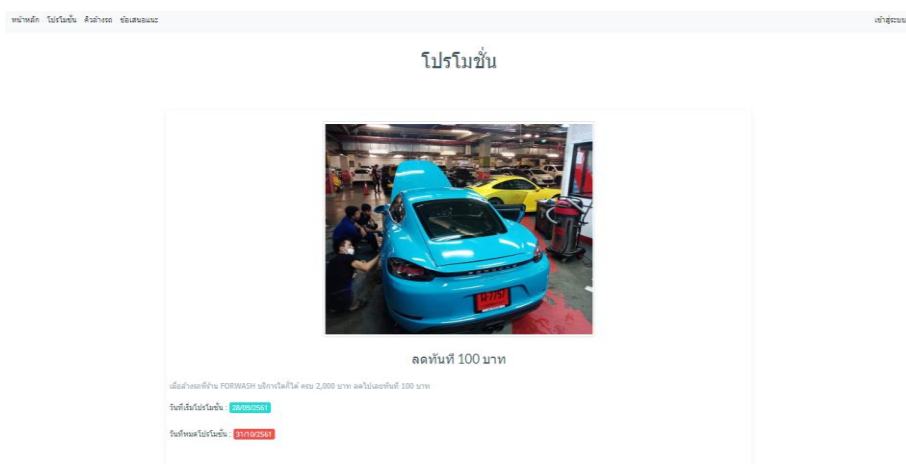 หน้าหลัก โปรโมชั่น คิวล้างรถ ข้อเสนอแนะ เข้าสู่ระบบ
โปรโมชั่น
PORSCHE
ลดทันที 100 บาท
เมื่อล้างรถที่ร้าน FORWASH บริการใดก็ได้ ครบ 2,000 บาท ลดไปเลยทันที 100 บาท
วันที่เริ่มโปรโมชั่น : 28/05/2561
วันที่หมดโปรโมชั่น : 31/10/2561